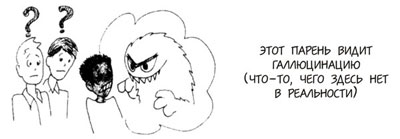 ?
?
ЭТОТ ПАРЕНЬ ВИДИТ
ГАЛЛЮЦИНАЦИЮ
(ЧТО-ТО, ЧЕГО ЗДЕСЬ НЕТ
В РЕАЛЬНОСТИ)